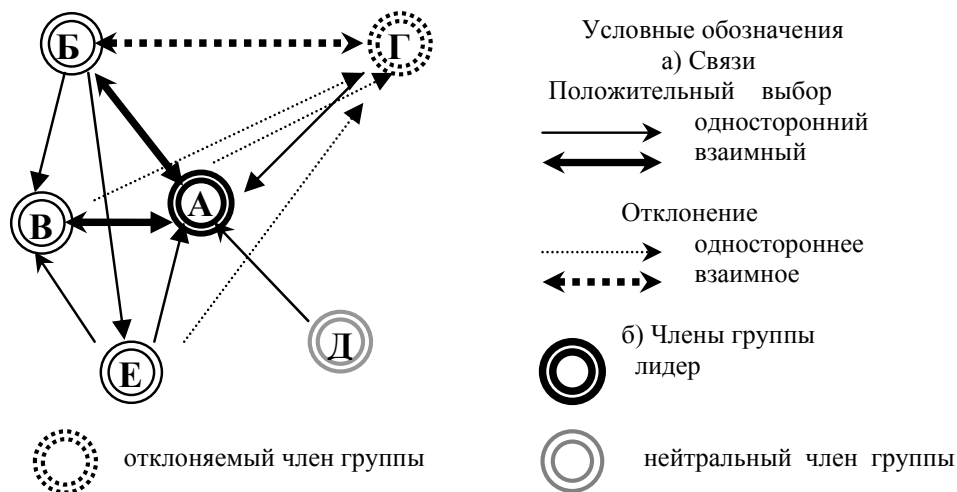 Б
Г
В
А
Е
Д
Условные обозначения
а) Связи
Положительный выбор
односторонний
взаимный
Отклонение
одностороннее
взаимное
б) Члены группы
лидер
отклоняемый член группы
нейтральный член группы